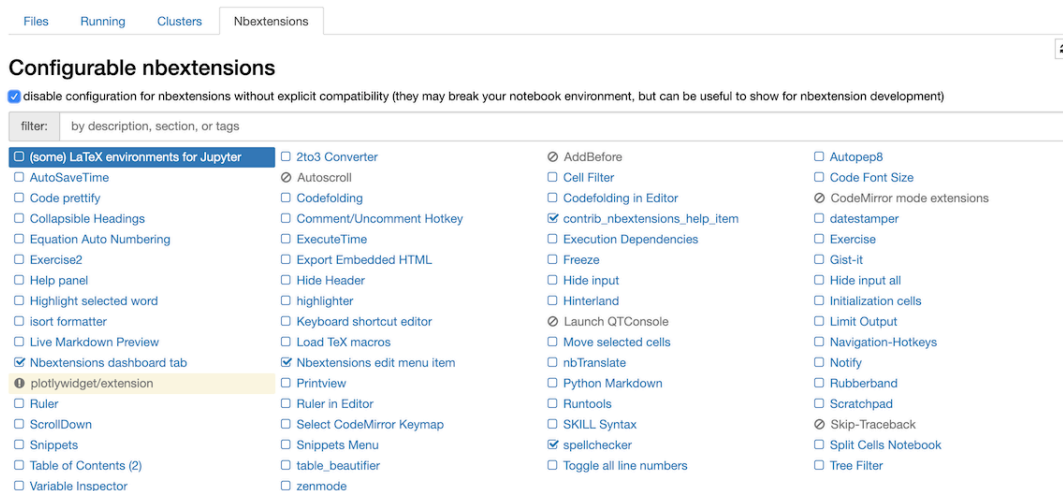 Files Running Clusters Nbextensions
Configurable nbextensions
disable configuration for nbextensions without explicit compatibility (they may break your notebook environment, but can be useful to show for nbextension development)
filter: by description, section, or tags
(some) LaTeX environments for Jupyter 2to3 Converter AddBefore Autopep8
AutoSaveTime Autoscroll Cell Filter Code Font Size
Code prettify Codefolding Codefolding in Editor CodeMirror mode extensions
Collapsible Headings Comment/Uncomment Hotkey contrib_nbextensions_help_item datestamper
Equation Auto Numbering ExecuteTime Execution Dependencies Exercise
Exercise2 Export Embedded HTML Freeze Gist-it
Help panel Hide Header Hide input Hide input all
Highlight selected word highlighter Hinterland Initialization cells
isort formatter Keyboard shortcut editor Launch QTConsole Limit Output
Live Markdown Preview Load TeX macros Move selected cells Navigation-Hotkeys
Nbextensions dashboard tab Nbextensions edit menu item nbTranslate Notify
plotlywidget/extension Printview Python Markdown Rubberband
Ruler Ruler in Editor Runtools Scratchpad
ScrollDown Select CodeMirror Keymap SKILL Syntax Skip-Traceback
Snippets Snippets Menu spellchecker Split Cells Notebook
Table of Contents (2) table_beautifier Toggle all line numbers Tree Filter
Variable Inspector zenmode